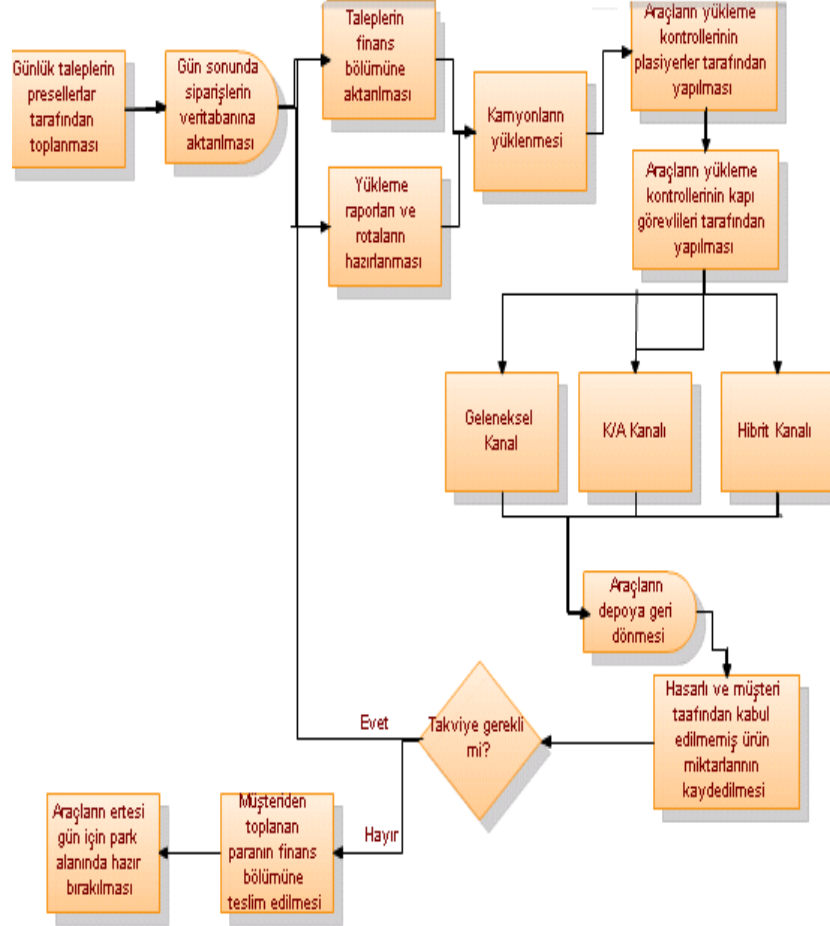 Günlük taleplerin
presellerlar
tarafından
toplanması
Gün sonunda
siparişlerin
veritabanına
aktarılması
Taleplerin
finans
bölümüne
aktarılması
Yükleme
raporları ve
rotaların
hazırlanması
Kamyonların
yüklenmesi
Araçların yükleme
kontrollerinin
plasiyerler
tarafından
yapılması
Araçların yükleme
kontrollerinin kapı
görevlileri tarafından
yapılması
Geleneksel
Kanal
K/A Kanalı
Hibrit Kanalı
Araçların
depoya geri
dönmesi
Hasarlı ve müşteri
taafından kabul
edilmemiş ürün
miktarlarının
kaydedilmesi
Takviye gerekli
mi?
Evet
Hayır
Müşteriden
toplanan
paranın finans
bölümüne
teslim edilmesi
Araçların ertesi
gün için park
alanında hazır
bırakılması